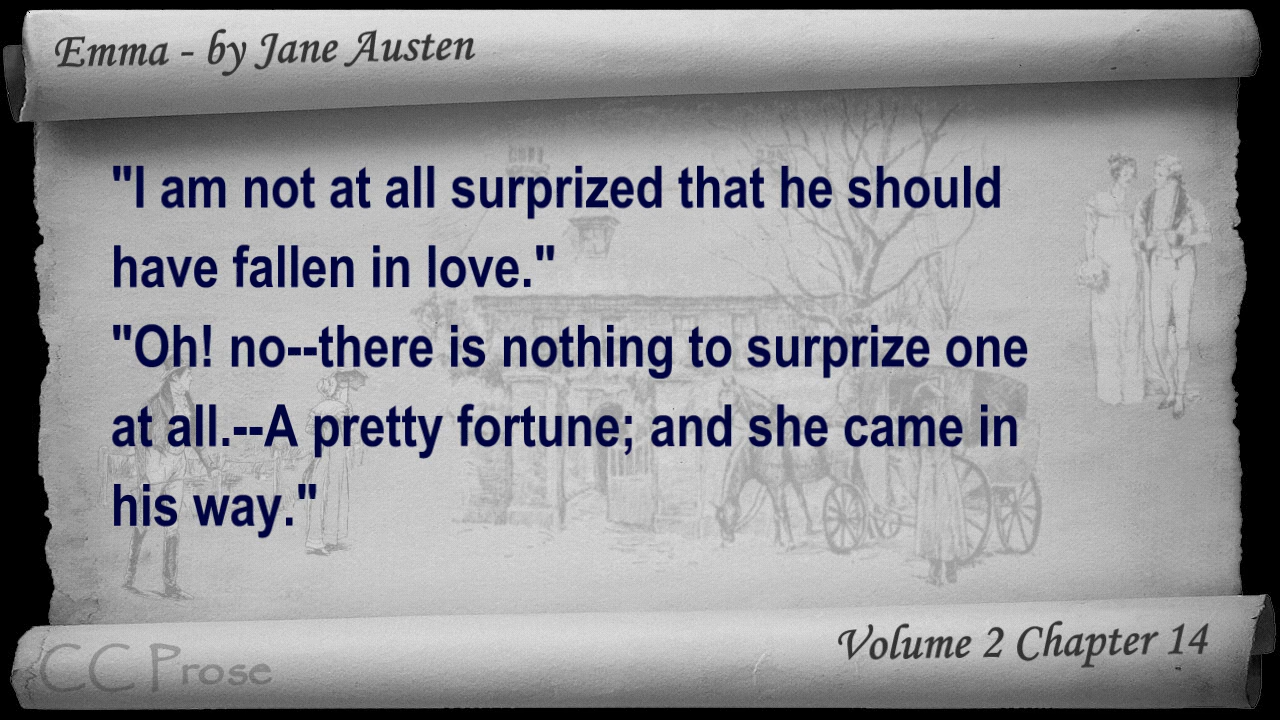 Emma - by Jane Austen
"I am not at all surprized that he should
have fallen in love."
"Oh! no--there is nothing to surprize one
at all.--A pretty fortune; and she came in
his way."
Volume 2 Chapter 14
CC Prose